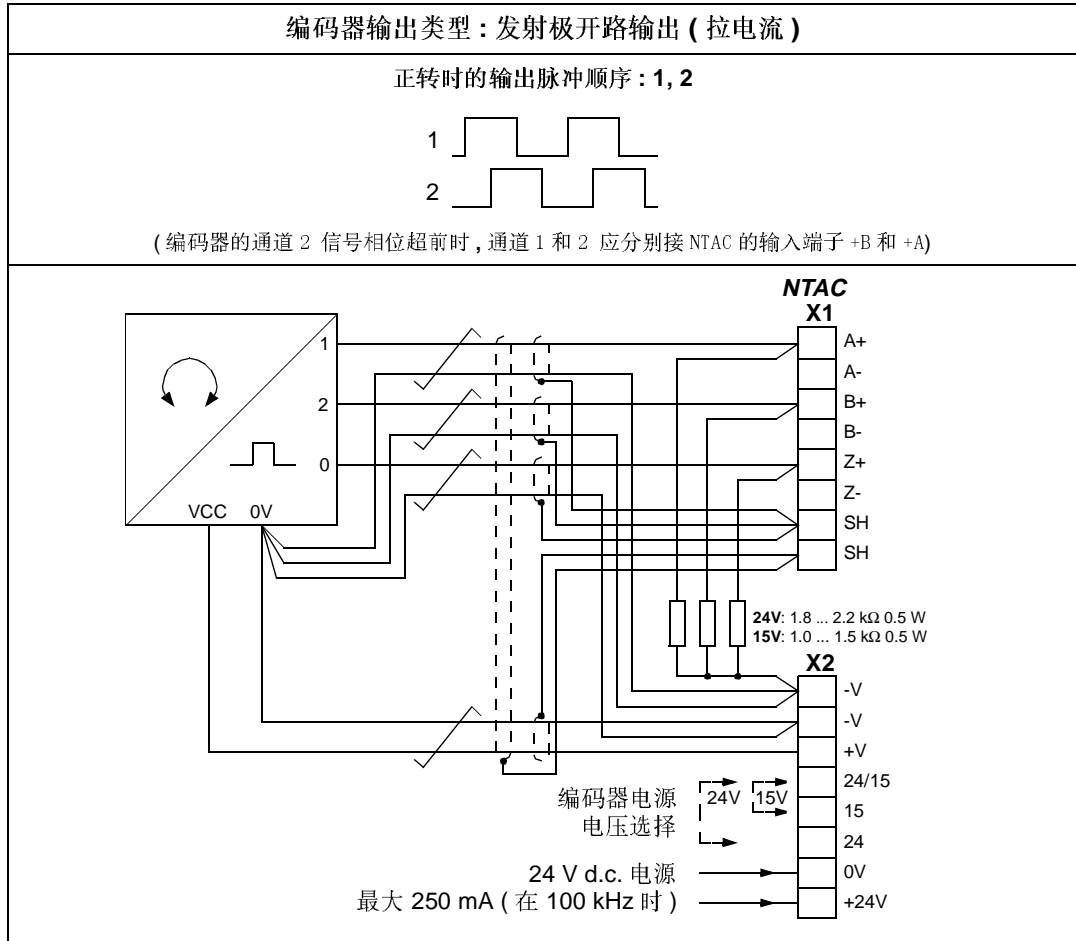 编码器输出类型 : 发射极开路输出 ( 拉电流 )
正转时的输出脉冲顺序 : 1, 2
1
2
( 编码器的通道 2 信号相位超前时 , 通道 1 和 2 应分别接 NTAC 的输入端子 +B 和 +A)
NTAC
X1
1
A+
A-
2
B+
B-
0
Z+
Z-
VCC 0V
SH
SH
24V: 1.8 ... 2.2 kΩ 0.5 W
15V: 1.0 ... 1.5 kΩ 0.5 W
X2
-V
-V
+V
编码器电源 24V 15V 24/15
电压选择 15
24
24 V d.c. 电源 0V
最大 250 mA ( 在 100 kHz 时 ) +24V